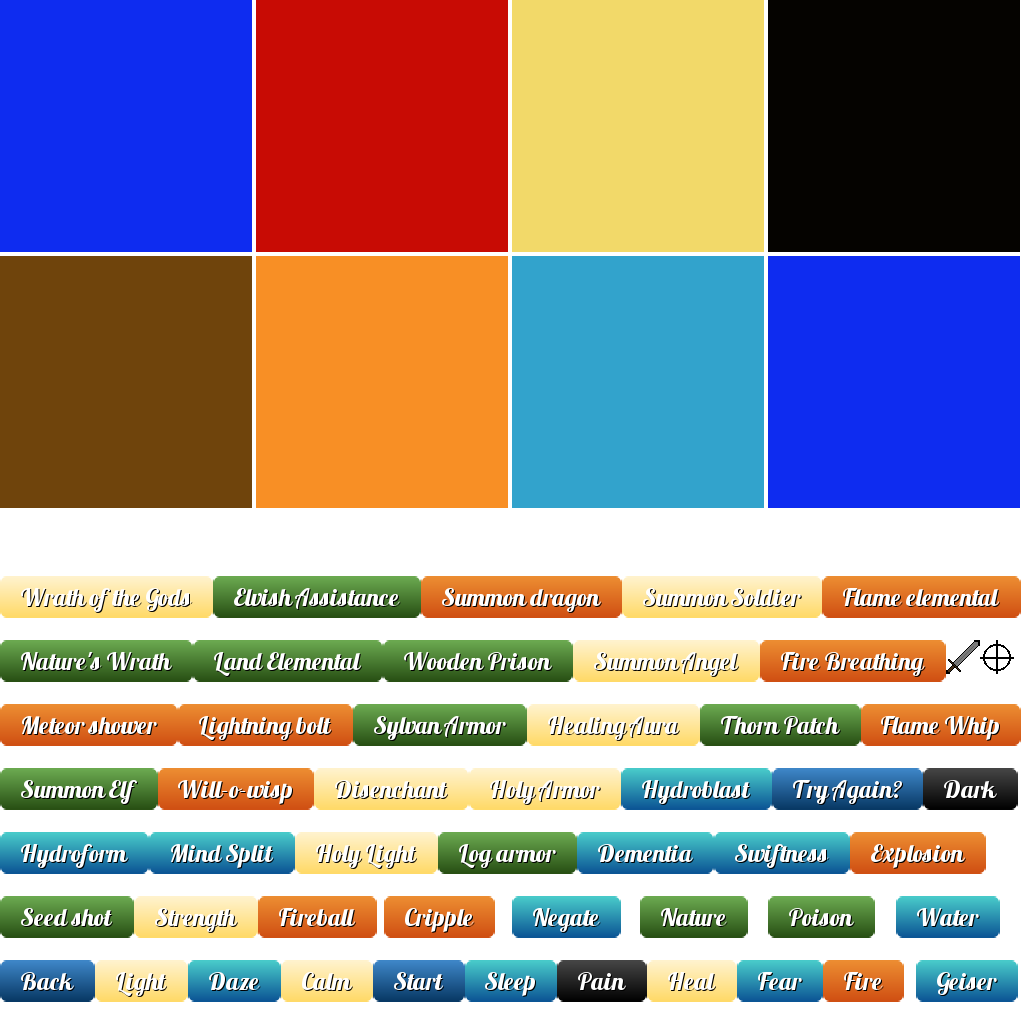 Wrath of the Gods Elvish Assistance Summon dragon Summon Soldier Flame elemental
Nature's Wrath Land Elemental Wooden Prison Summon Angel Fire Breathing
Meteor shower Lightning bolt Sylvan Armor Healing Aura Thorn Patch Flame Whip
Summon Elf Will-o-wisp Disenchant Holy Armor Hydroblast Try Again? Dark
Hydroform Mind Split Holy Light Log armor Dementia Swiftness Explosion
Seed shot Strength Fireball Cripple Negate Nature Poison Water
Back Light Daze Calm Start Sleep Pain Heal Fear Fire Geiser